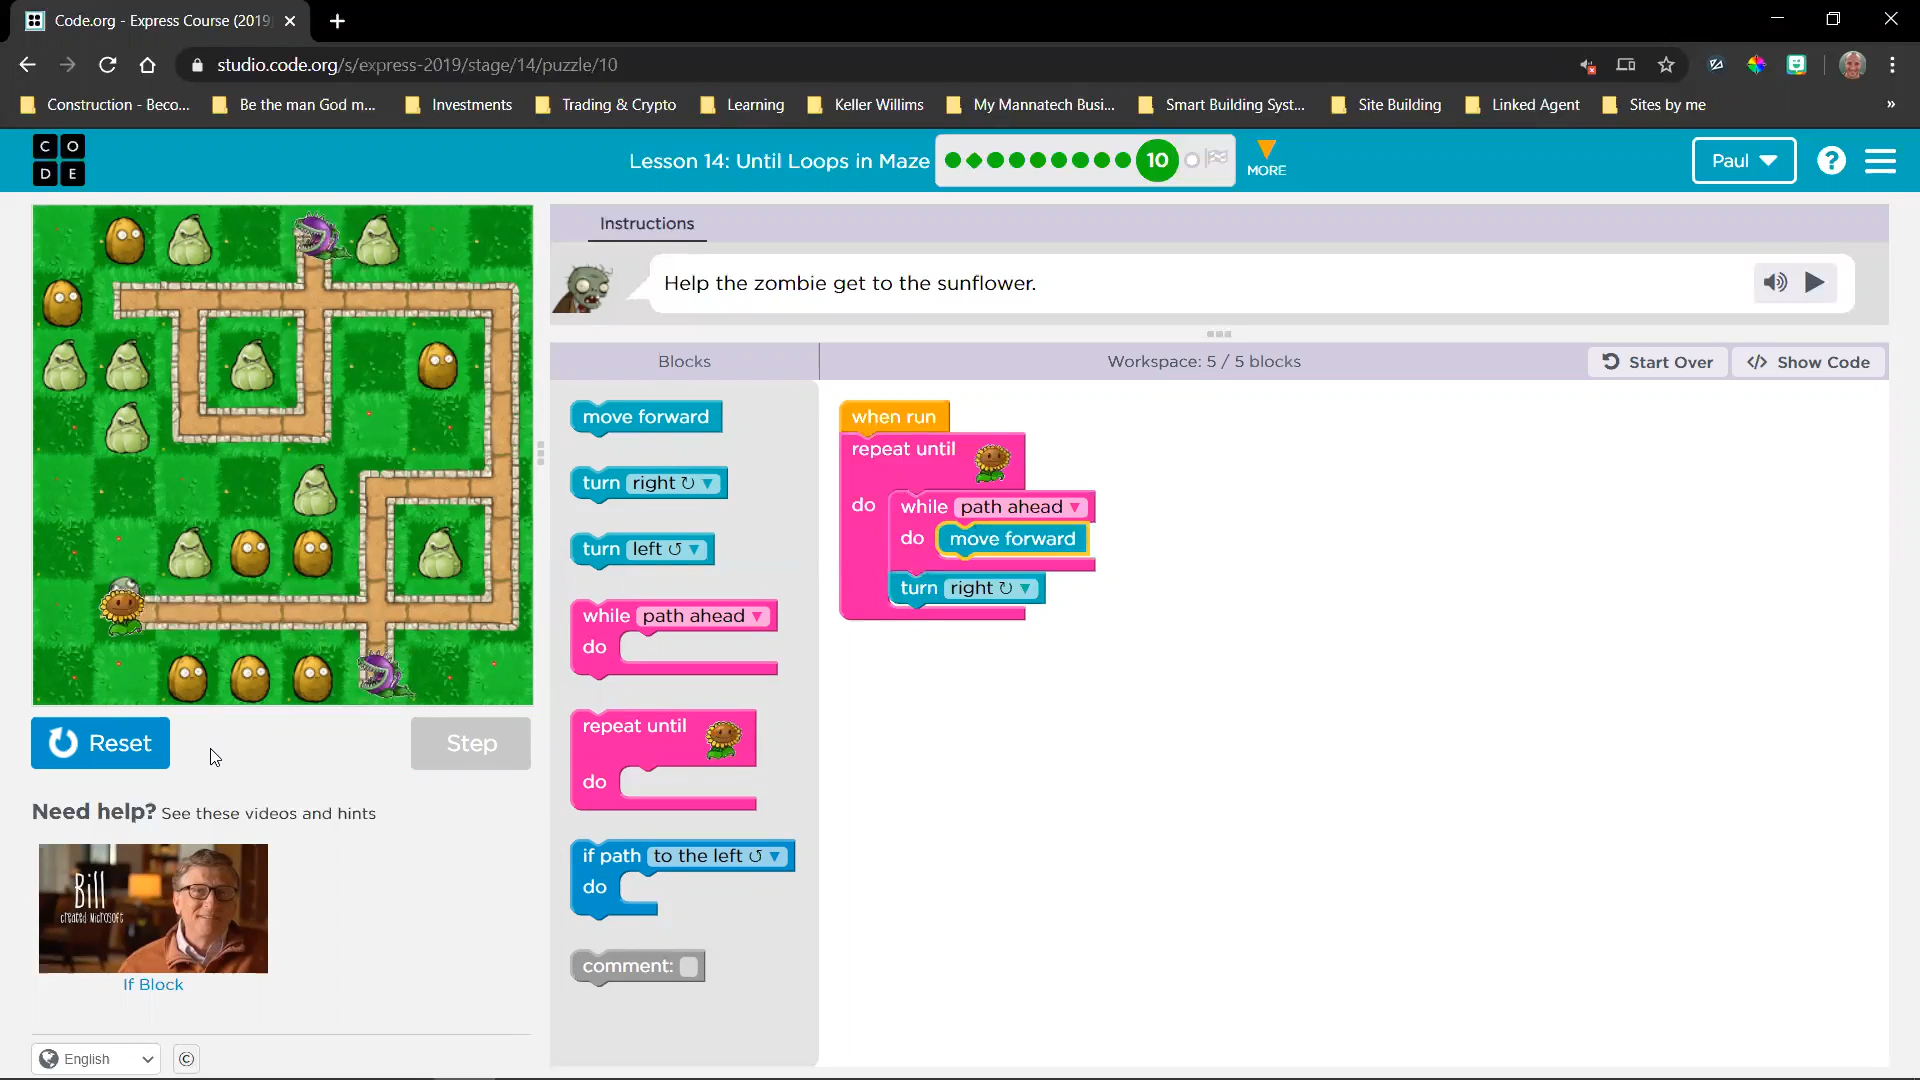 Code.org - Express Course (2019)
studio.code.org/s/express-2019/stage/14/puzzle/10
Construction - Beco...
Be the man God m...
Investments
Trading & Crypto
Learning
Keller Willims
My Mannatech Busi...
Smart Building Syst...
Site Building
Linked Agent
Sites by me
»
C O
D E
Lesson 14: Until Loops in Maze
10
MORE
Paul
?
Instructions
Help the zombie get to the sunflower.
Blocks
Workspace: 5 / 5 blocks
Start Over
</> Show Code
move forward
turn right ↻
turn left ↺
while path ahead
do
repeat until
do
if path to the left ↺
do
comment:
when run
repeat until
do
while path ahead
do move forward
turn right ↻
Reset
Step
Need help? See these videos and hints
Bill
created Microsoft
If Block
English
©